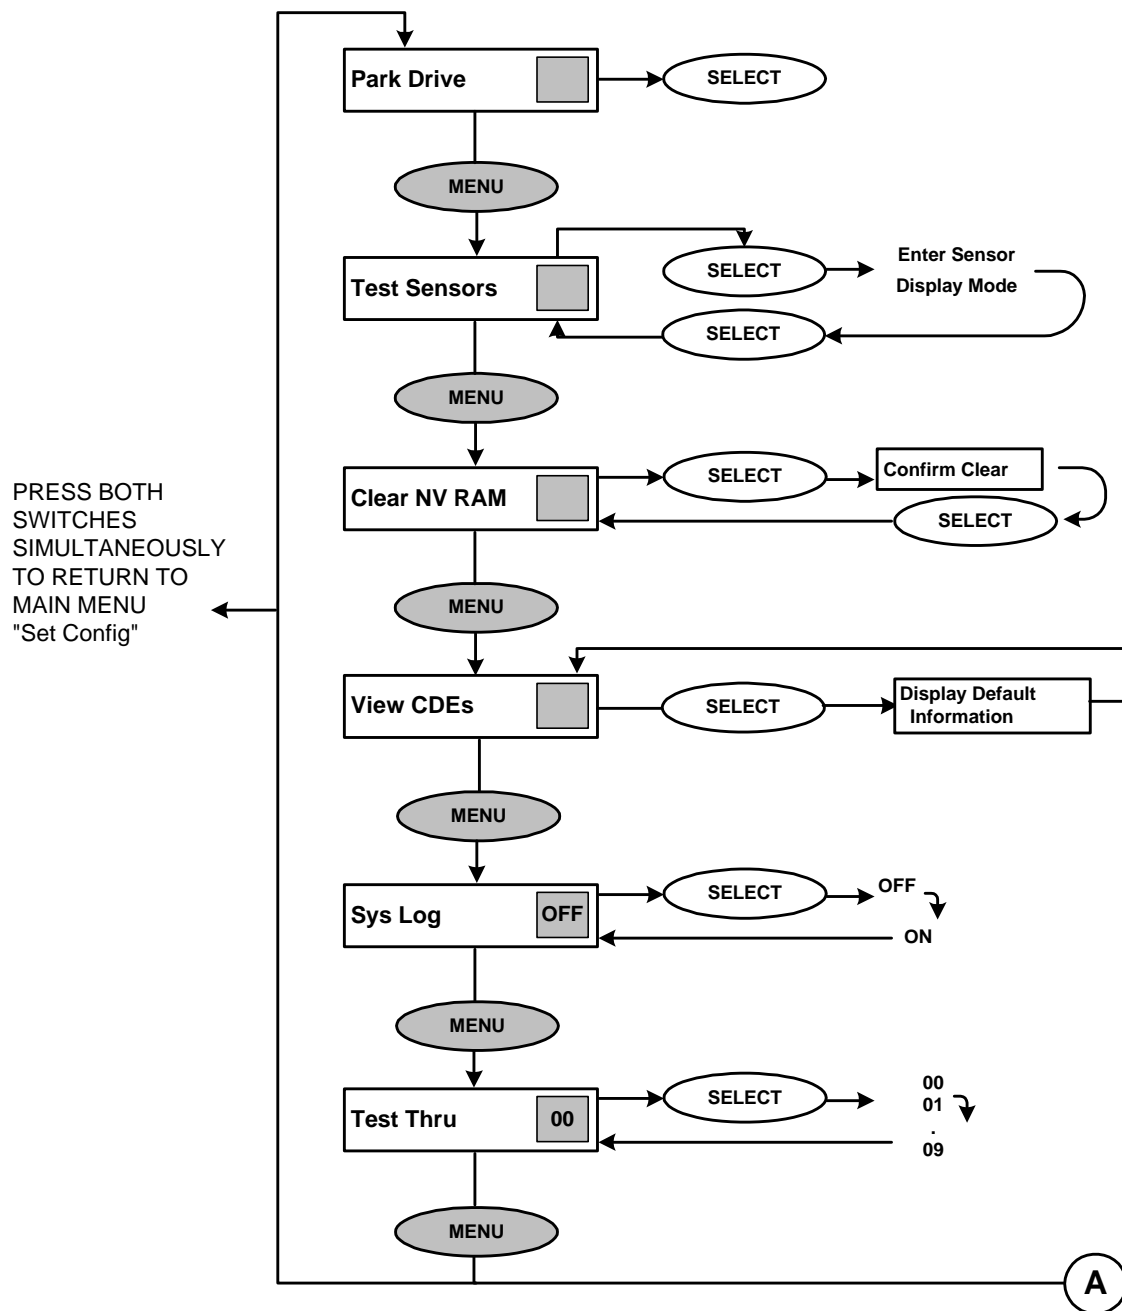 Park Drive
SELECT
MENU
Test Sensors
SELECT
Enter Sensor
Display Mode
SELECT
MENU
Clear NV RAM
SELECT
Confirm Clear
SELECT
PRESS BOTH
SWITCHES
SIMULTANEOUSLY
TO RETURN TO
MAIN MENU
"Set Config"
MENU
View CDEs
SELECT
Display Default
Information
MENU
Sys Log
OFF
SELECT
OFF
ON
MENU
Test Thru
00
SELECT
00
01
.
09
MENU
A